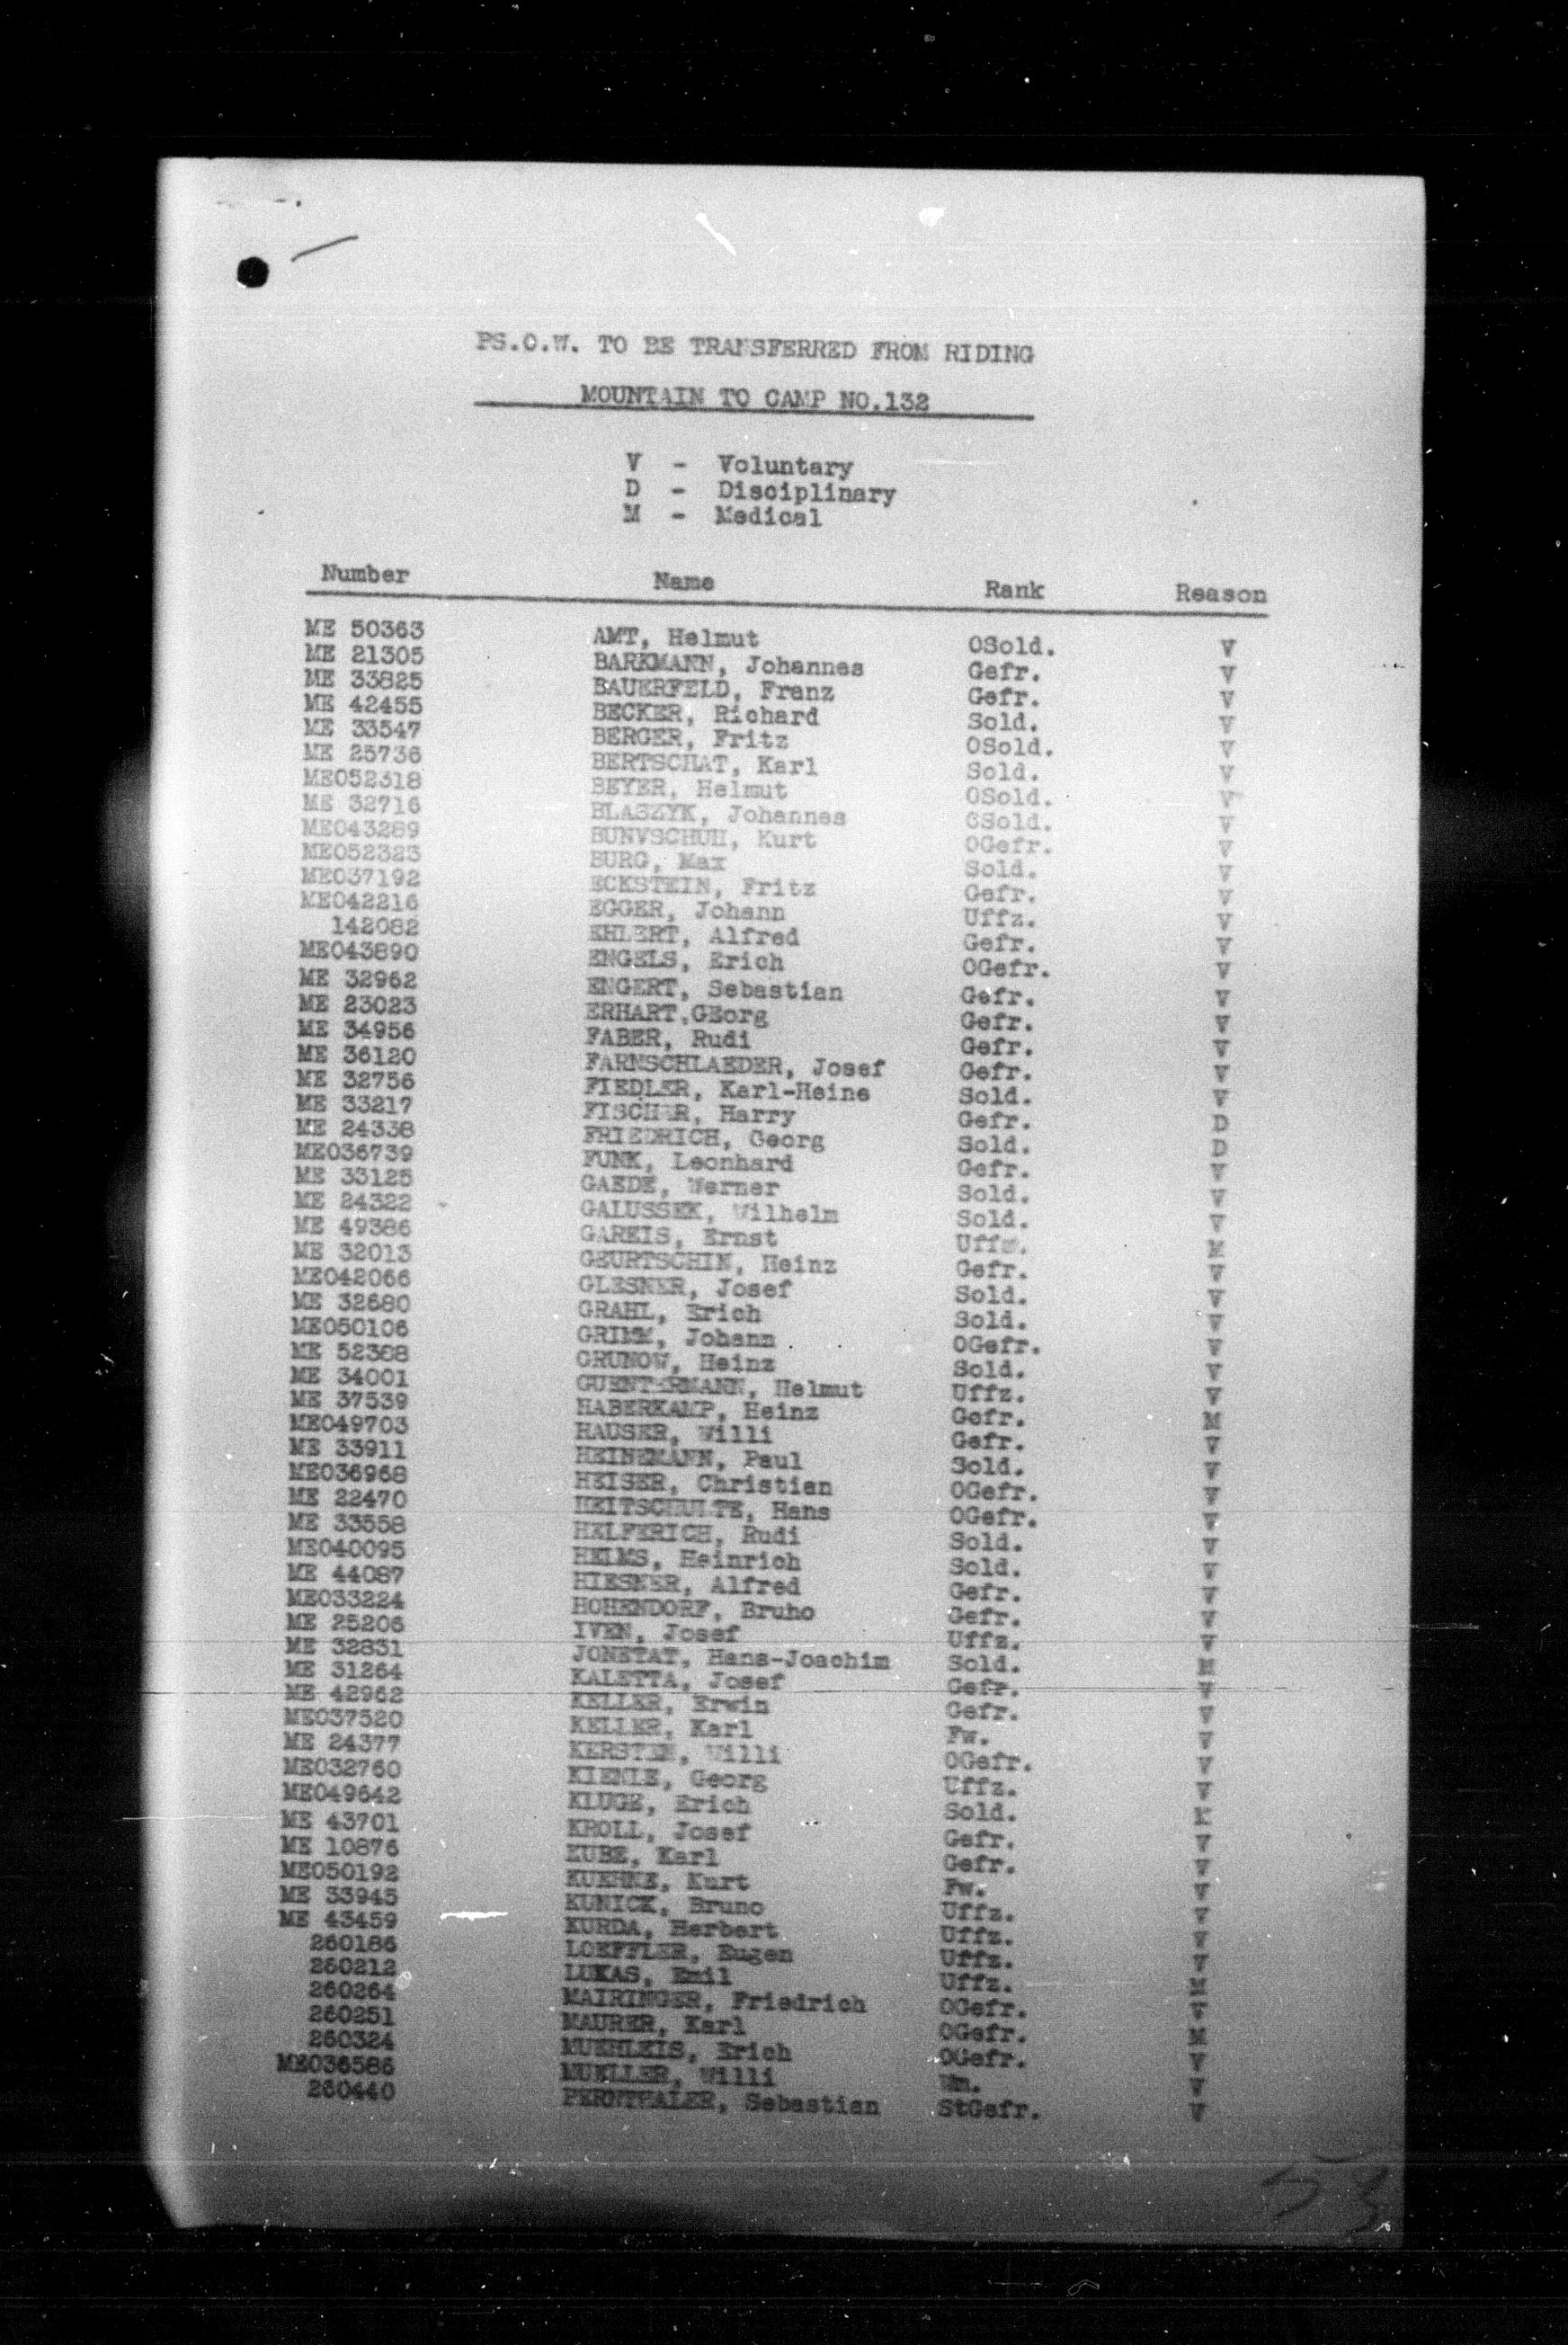 PS.O.W. TO BE TRANSFERRED FROM RIDING
MOUNTAIN TO CAMP NO.132
V - Voluntary
D - Disciplinary
M - Medical
Number Name Rank Reason
ME 50363 AMT, Helmut OSold. V
ME 21305 BARKMANN, Johannes Gefr. V
ME 33825 BAUERFELD, Franz Gefr. V
ME 42455 BECKER, Richard Sold. V
ME 33547 BERGER, Fritz OSold. V
ME 25736 BERTSCHAT, Karl Sold. V
ME052318 BEYER, Helmut OSold. V
ME 32716 BLASZYK, Johannes OSold. V
ME043289 BUNVSCHUH, Kurt OGefr. V
ME052323 BURG, Max Sold. V
ME037192 ECKSTEIN, Fritz Gefr. V
ME042216 EGGER, Johann Uffz. V
142082 EHLERT, Alfred Gefr. V
ME043890 ENGELS, Erich OGefr. V
ME 32962 ENGERT, Sebastian Gefr. V
ME 23023 ERHART,GEorg Gefr. V
ME 34956 FABER, Rudi Gefr. V
ME 36120 FARNSCHLAEDER, Josef Gefr. V
ME 32756 FIEDLER, Karl-Heine Sold. V
ME 33217 FISCHER, Harry Gefr. D
ME 24338 FRIEDRICH, Georg Sold. D
ME036739 FUNK, Leonhard Gefr. V
ME 33125 GAEDE, Werner Sold. V
ME 24322 GALUSSEK, Wilhelm Sold. V
ME 49386 GAREIS, Ernst Uffz. M
ME 32013 GEURTSCHIN, Heinz Gefr. V
ME042066 GLESNER, Josef Sold. V
ME 32680 GRAHL, Erich Sold. V
ME050106 GRIMM, Johann OGefr. V
ME 52388 GRUNOW, Heinz Sold. V
ME 34001 GUENTERMANN, Helmut Uffz. V
ME 37539 HABERKAMP, Heinz Gefr. M
ME049703 HAUSER, Willi Gefr. V
ME 33911 HEINEMANN, Paul Sold. V
ME036968 HEISER, Christian OGefr. V
ME 22470 HEITSCHULTE, Hans OGefr. V
ME 33558 HELFERICH, Rudi Sold. V
ME040095 HELMS, Heinrich Sold. V
ME 44087 HIESNER, Alfred Gefr. V
ME033224 HOHENDORF, Bruho Gefr. V
ME 25206 IVEN, Josef Uffz. V
ME 32831 JONETAT, Hans-Joachim Sold. M
ME 31264 KALETTA, Josef Gefr. V
ME 42962 KELLER, Erwin Gefr. V
ME037520 KELLER, Karl Fw. V
ME 24377 KERSTEN, Willi OGefr. V
ME032760 KIENLE, Georg Uffz. V
ME049642 KLUGE, Erich Sold. M
ME 43701 KROLL, Josef Gefr. V
ME 10876 KUBE, Karl Gefr. V
ME050192 KUEHNE, Kurt Fw. V
ME 33945 KUNICK, Bruno Uffz. V
ME 43459 KURDA, Herbert Uffz. V
260186 LOEFFLER, Eugen Uffz. V
260212 LUKAS, Emil Uffz. M
260264 MAIRINGER, Friedrich OGefr. V
260251 MAURER, Karl OGefr. M
260324 MUEHLEIS, Erich OGefr. V
ME036586 MUELLER, Willi Wm. V
260440 PERNTHALER, Sebastian StGefr. V